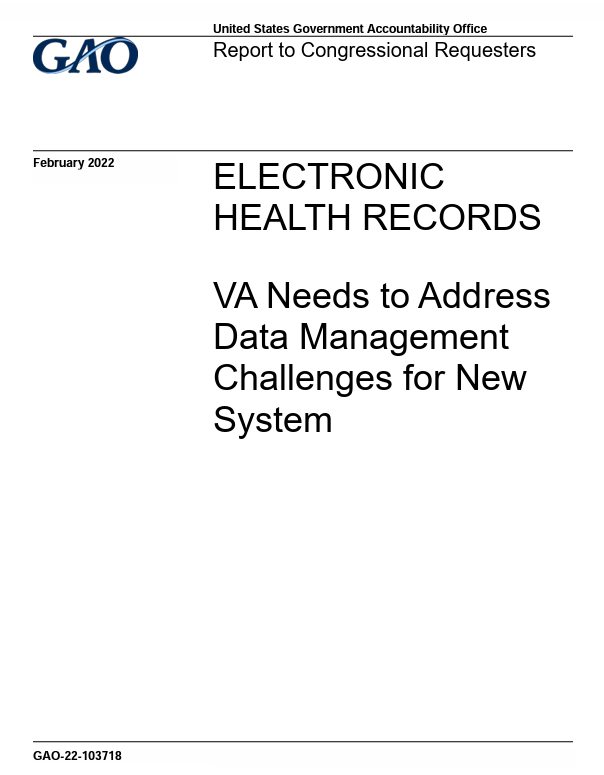 United States Government Accountability Office
GAO
Report to Congressional Requesters
February 2022
ELECTRONIC
HEALTH RECORDS
VA Needs to Address
Data Management
Challenges for New
System
GAO-22-103718